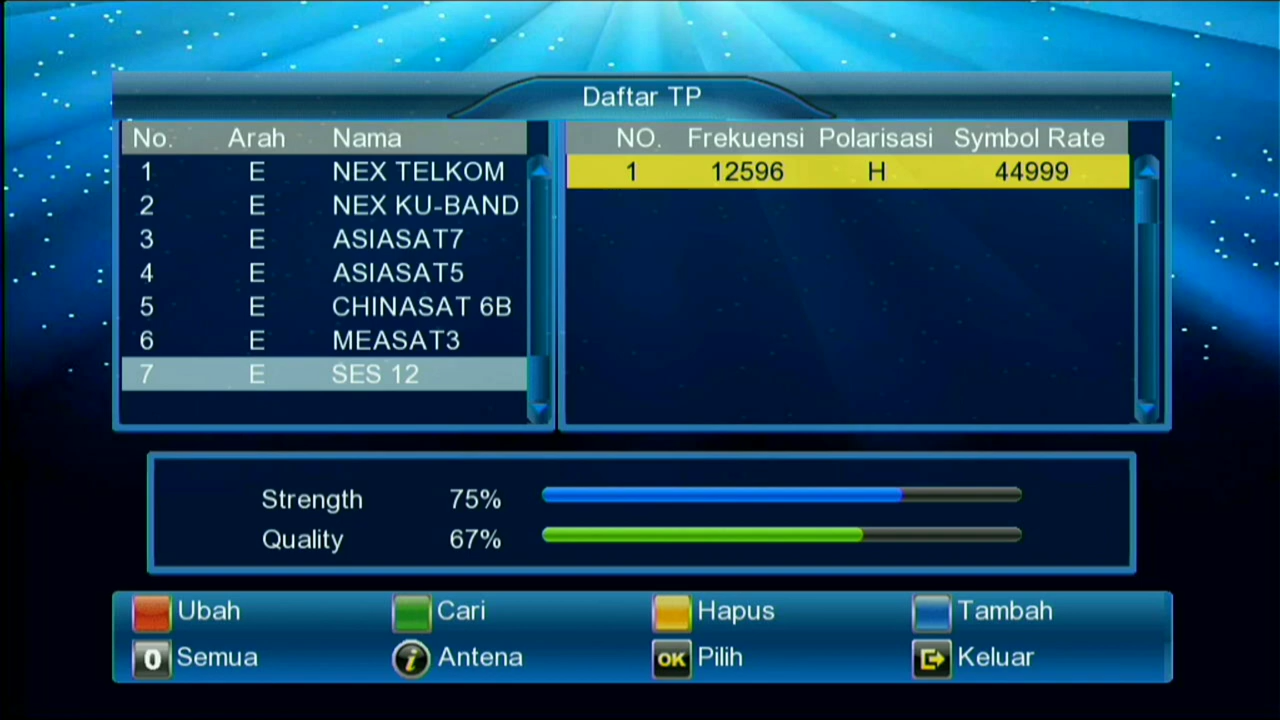 Daftar TP
No. Arah Nama
1 E NEX TELKOM
2 E NEX KU-BAND
3 E ASIASAT7
4 E ASIASAT5
5 E CHINASAT 6B
6 E MEASAT3
7 E SES 12
NO. Frekuensi Polarisasi Symbol Rate
1 12596 H 44999
Strength 75%
Quality 67%
Ubah Cari Hapus Tambah
0 Semua i Antena OK Pilih Keluar